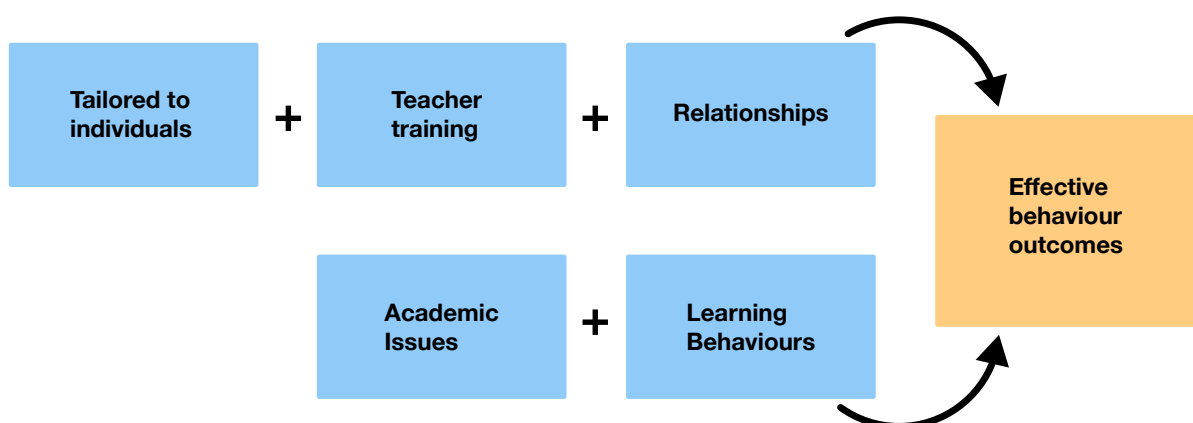 Tailored to
individuals
+
Teacher
training
+
Relationships
Effective
behaviour
outcomes
Academic
Issues
+
Learning
Behaviours